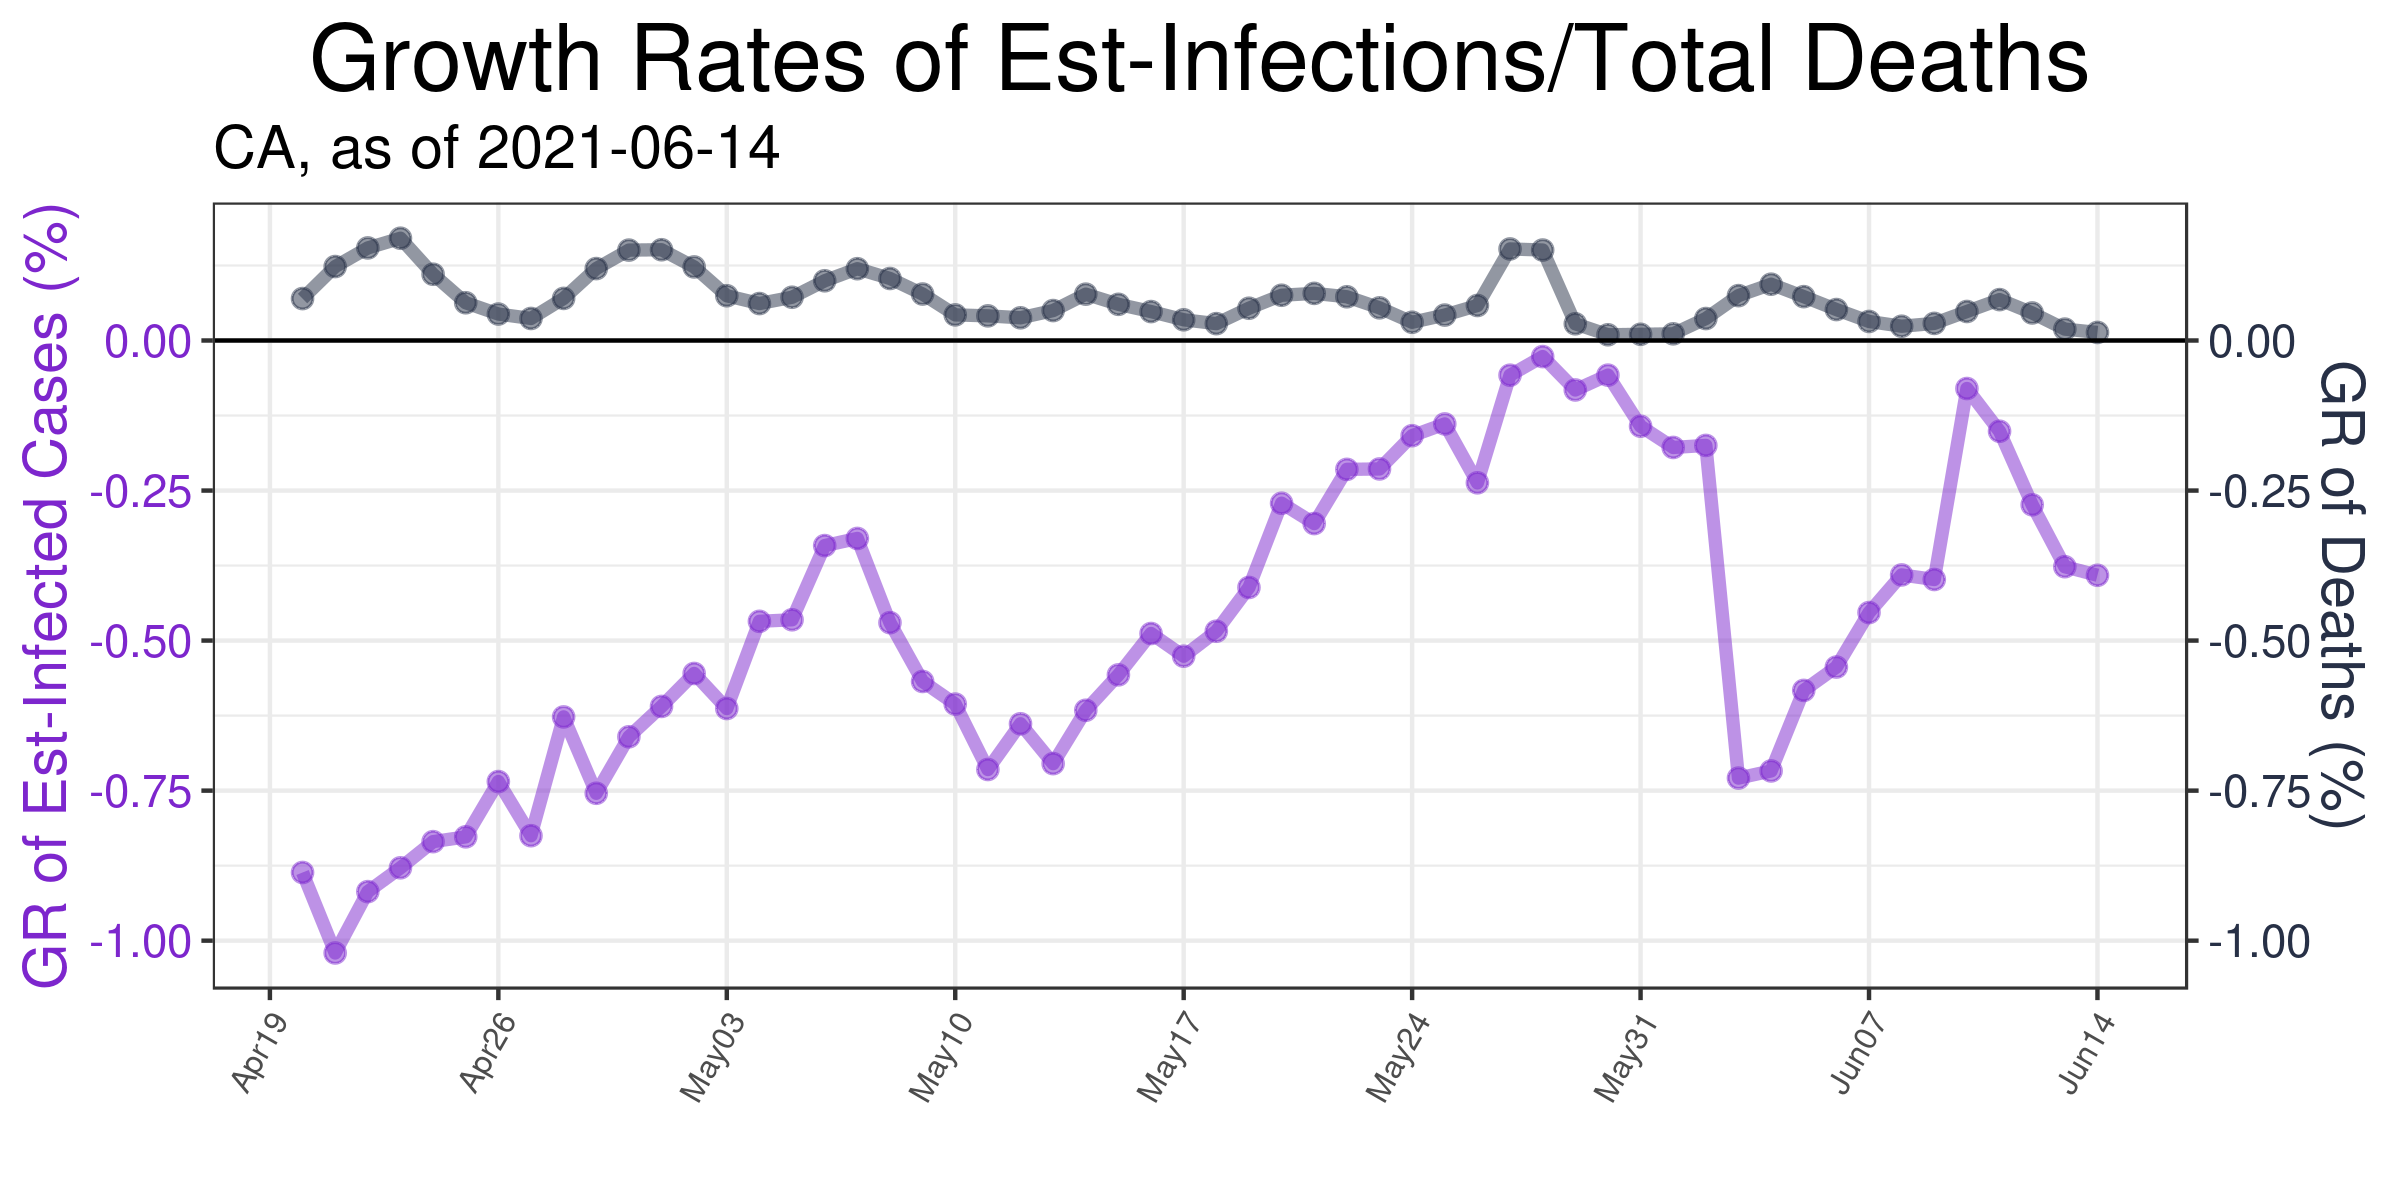 Growth Rates of Est-Infections/Total Deaths
CA, as of 2021-06-14
GR of Est-Infected Cases (%)
0.00
-0.25
-0.50
-0.75
-1.00
0.00
-0.25
-0.50
-0.75
-1.00
GR of Deaths (%)
Apr19
Apr26
May03
May10
May17
May24
May31
Jun07
Jun14